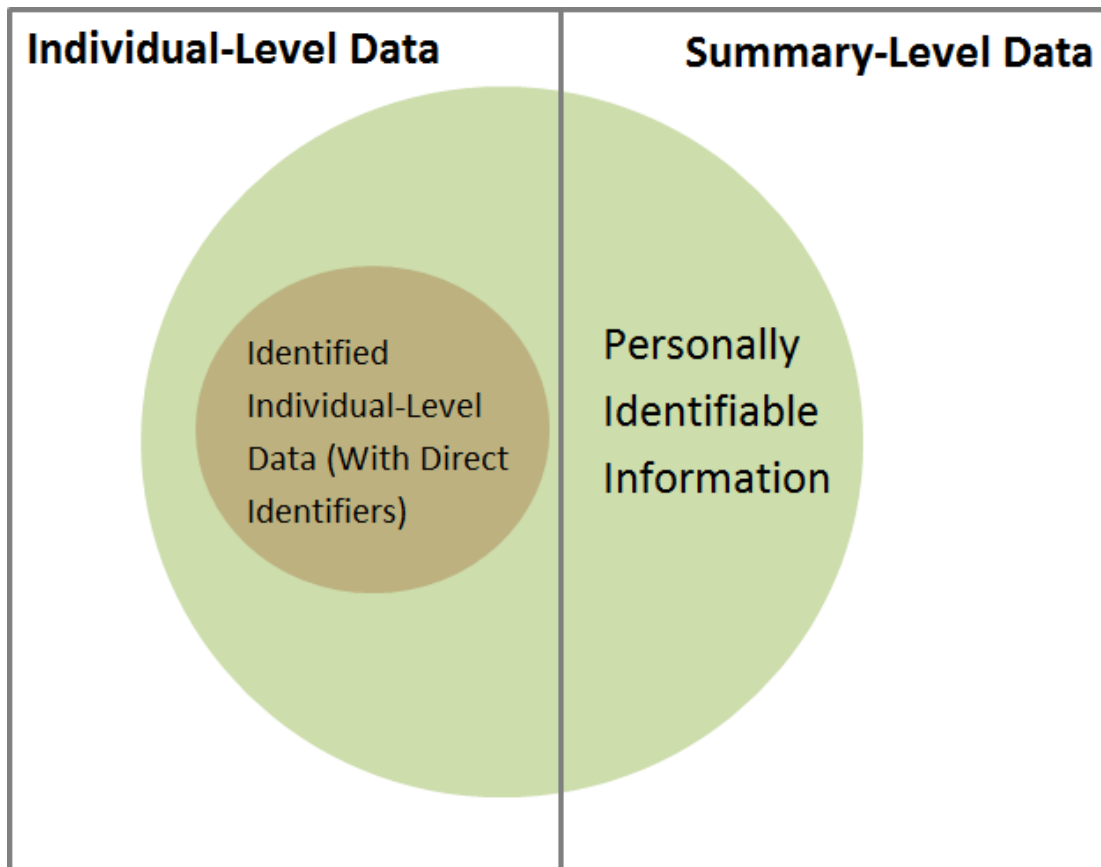 Individual-Level Data
Summary-Level Data
Identified
Individual-Level
Data (With Direct
Identifiers)
Personally
Identifiable
Information